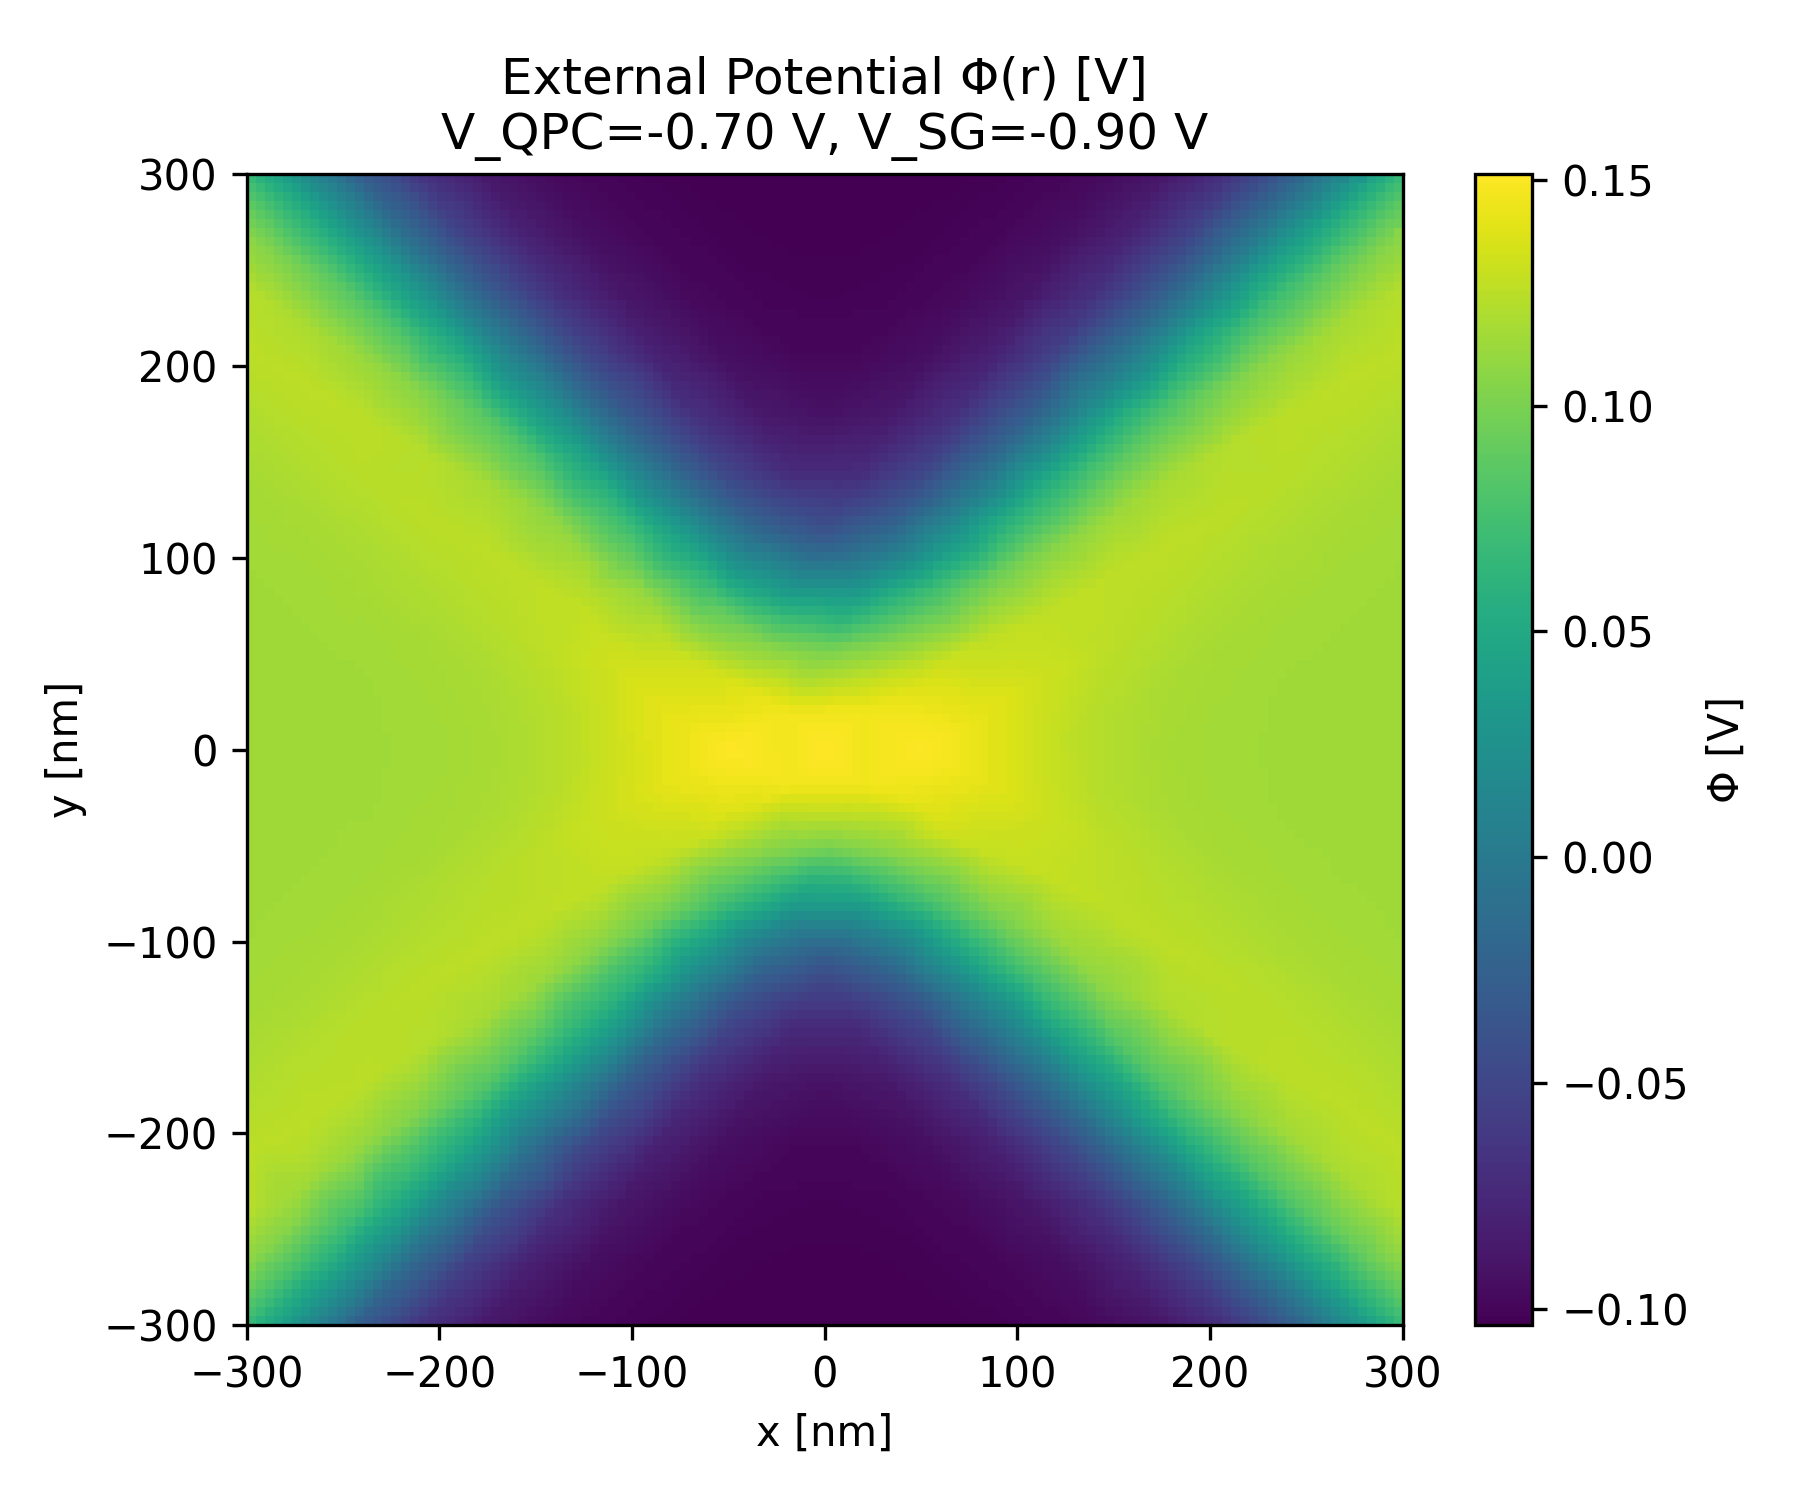 External Potential Φ(r) [V]
V_QPC=-0.70 V, V_SG=-0.90 V
300
200
100
0
−100
−200
−300
y [nm]
−300 −200 −100 0 100 200 300
x [nm]
0.15
0.10
0.05
0.00
−0.05
−0.10
Φ [V]